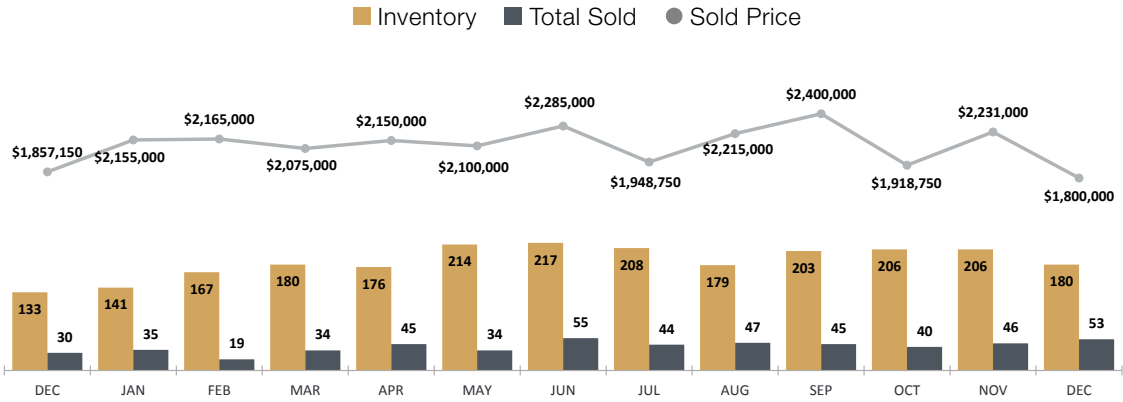 Inventory Total Sold Sold Price
$1,857,150 $2,155,000 $2,165,000 $2,075,000 $2,150,000 $2,100,000 $2,285,000 $1,948,750 $2,215,000 $2,400,000 $1,918,750 $2,231,000 $1,800,000
133 141 167 180 176 214 217 208 179 203 206 206 180
30 35 19 34 45 34 55 44 47 45 40 46 53
DEC JAN FEB MAR APR MAY JUN JUL AUG SEP OCT NOV DEC